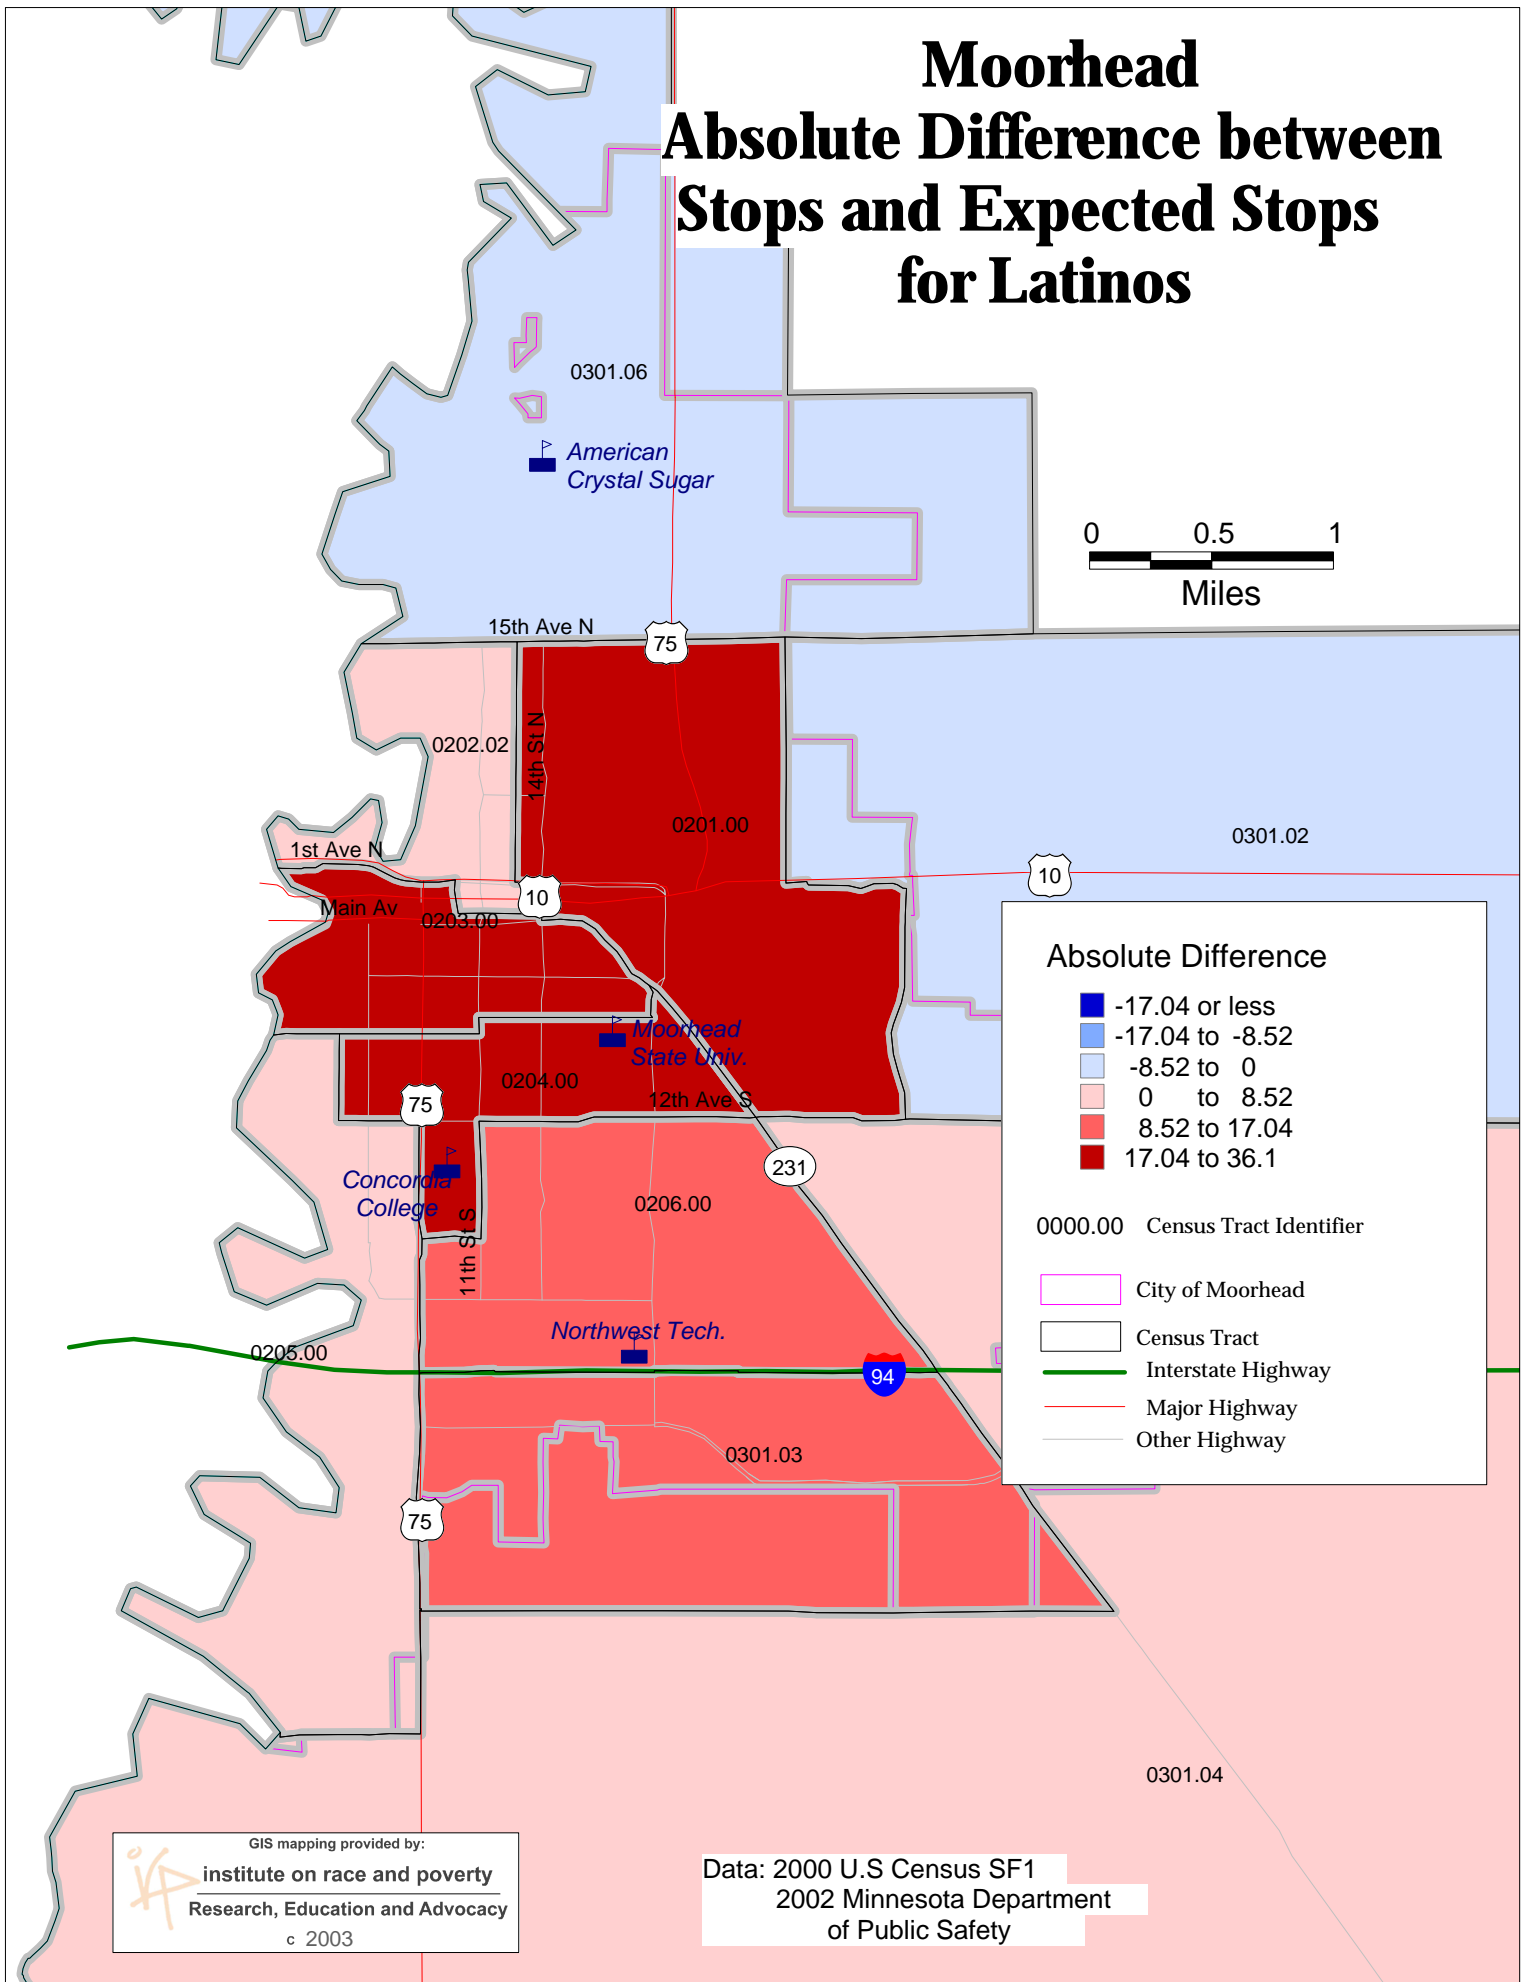 Moorhead
Absolute Difference between
Stops and Expected Stops
for Latinos
0301.06
American
Crystal Sugar
0 0.5 1
Miles
15th Ave N
75
0202.02
14th St N
0201.00
0301.02
1st Ave N
10
10
Main Av
0203.00
Moorhead
State Univ.
0204.00
12th Ave S
75
231
Concordia
College
0206.00
11th St S
Northwest Tech.
0205.00
94
0301.03
75
0301.04
Absolute Difference
-17.04 or less
-17.04 to -8.52
-8.52 to 0
0 to 8.52
8.52 to 17.04
17.04 to 36.1
0000.00 Census Tract Identifier
City of Moorhead
Census Tract
Interstate Highway
Major Highway
Other Highway
GIS mapping provided by:
institute on race and poverty
Research, Education and Advocacy
c 2003
Data: 2000 U.S Census SF1
2002 Minnesota Department
of Public Safety